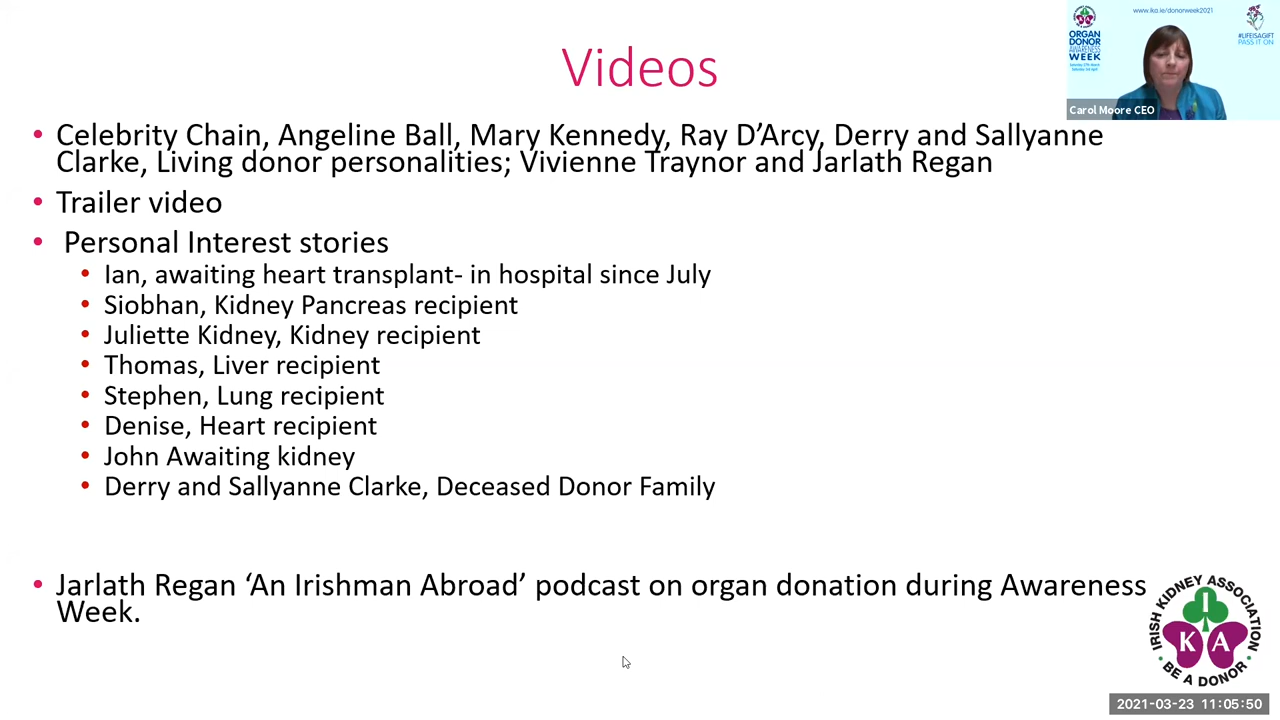 Videos
• Celebrity Chain, Angeline Ball, Mary Kennedy, Ray D’Arcy, Derry and Sallyanne
Clarke, Living donor personalities; Vivienne Traynor and Jarlath Regan
• Trailer video
• Personal Interest stories
• Ian, awaiting heart transplant- in hospital since July
• Siobhan, Kidney Pancreas recipient
• Juliette Kidney, Kidney recipient
• Thomas, Liver recipient
• Stephen, Lung recipient
• Denise, Heart recipient
• John Awaiting kidney
• Derry and Sallyanne Clarke, Deceased Donor Family
• Jarlath Regan ‘An Irishman Abroad’ podcast on organ donation during Awareness
Week.
www.ika.ie/donorweek2021
ORGAN
DONOR
AWARENESS
WEEK
#LIFEISAGIFT
PASS IT ON
Carol Moore CEO
IRISH KIDNEY ASSOCIATION
I
K A
• BE A DONOR •
2021-03-23 11:05:50